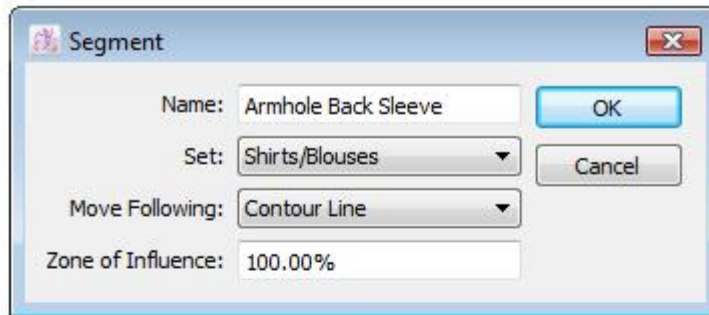 Segment
Name: Armhole Back Sleeve
OK
Set: Shirts/Blouses
Cancel
Move Following: Contour Line
Zone of Influence: 100.00%